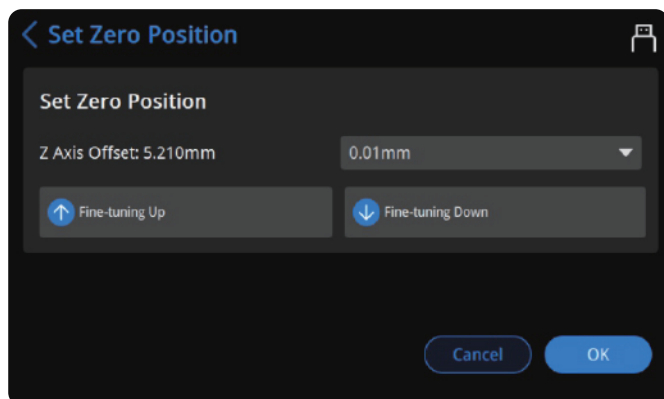 Set Zero Position
Set Zero Position
Z Axis Offset: 5.210mm
0.01mm
Fine-tuning Up
Fine-tuning Down
Cancel
OK